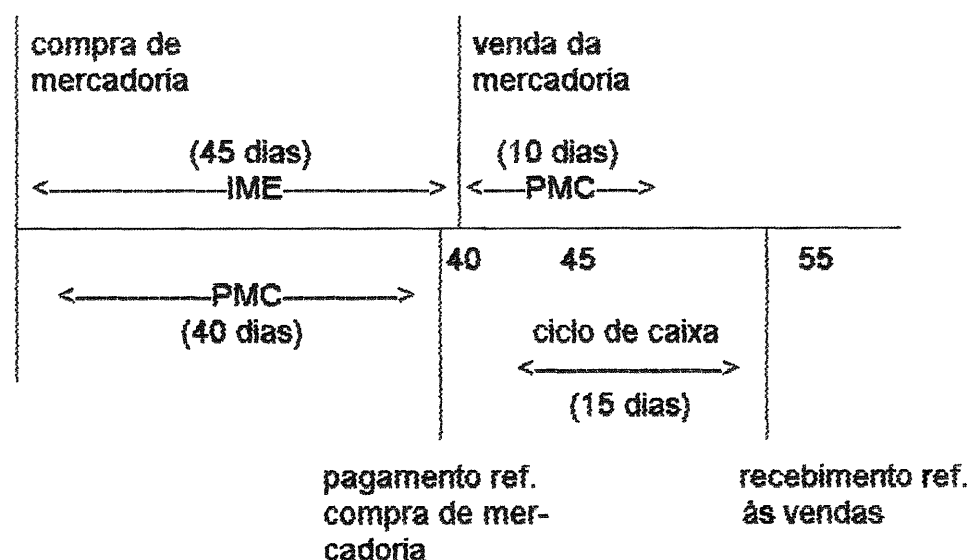 compra de
mercadoria
venda da
mercadoria
(45 dias)
(10 dias)
<——IME——>
<—PMC—>
40 45 55
<——PMC——>
(40 dias)
ciclo de caixa
<——>
(15 dias)
pagamento ref.
compra de mer-
cadoria
recebimento ref.
às vendas